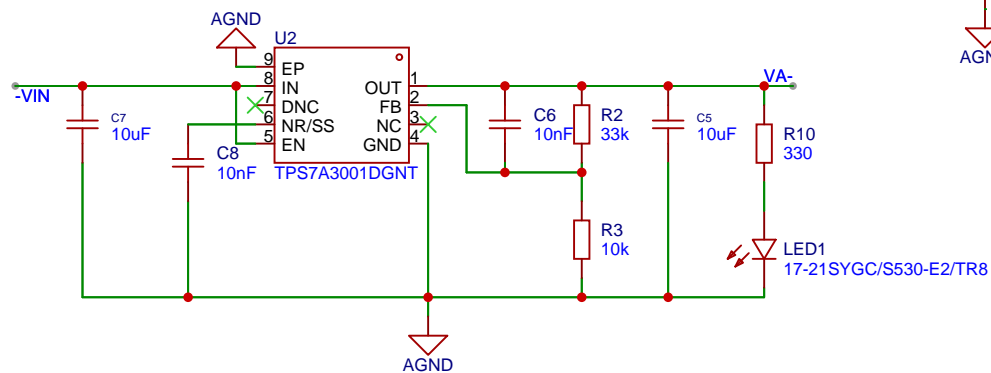 AGND
AGN
U2
9 EP
8 IN
7 DNC
6 NR/SS
5 EN
OUT 1
FB 2
NC 3
GND 4
TPS7A3001DGNT
-VIN
VA-
C7
10uF
C8
10nF
C6
10nF
R2
33k
C5
10uF
R10
330
R3
10k
LED1
17-21SYGC/S530-E2/TR8
AGND